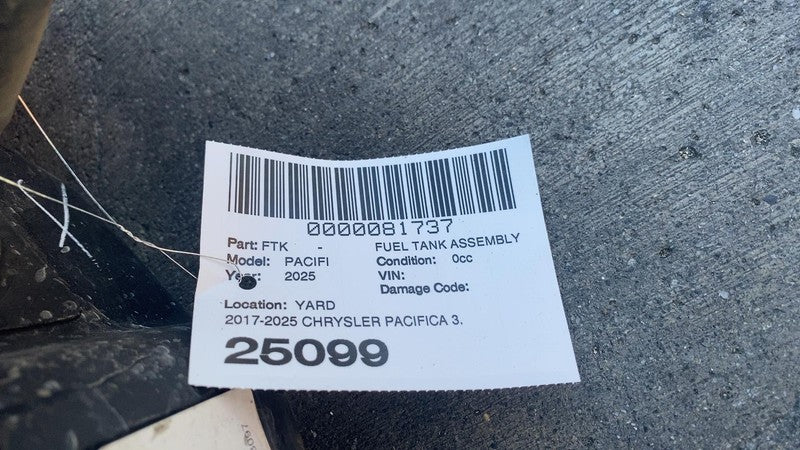 0000081737
Part: FTK - FUEL TANK ASSEMBLY
Model: PACIFI Condition: 0cc
Year: 2025 VIN:
Damage Code:
Location: YARD
2017-2025 CHRYSLER PACIFICA 3.
25099